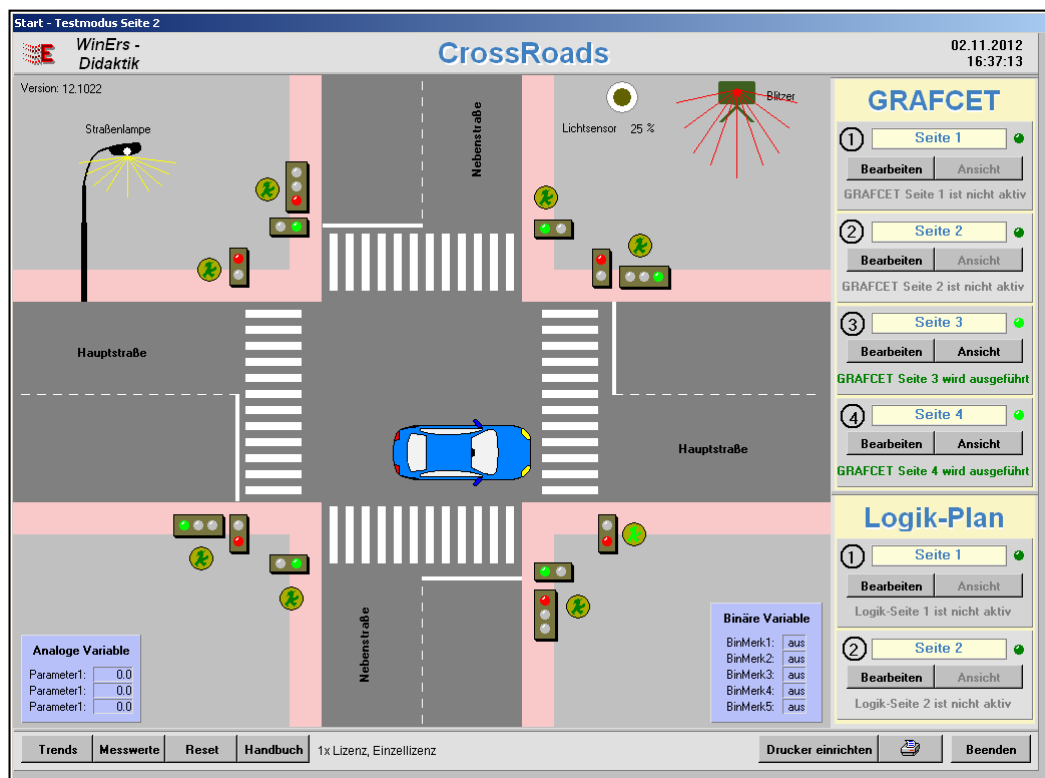 Start - Testmodus Seite 2
WinErs -
Didaktik
CrossRoads
02.11.2012
16:37:13
Version: 12.1022
Straßenlampe
Nebenstraße
Lichtsensor 25 %
Blitzer
Hauptstraße
Hauptstraße
Nebenstraße
Analoge Variable
Parameter1: 0.0
Parameter1: 0.0
Parameter1: 0.0
Binäre Variable
BinMerk1: aus
BinMerk2: aus
BinMerk3: aus
BinMerk4: aus
BinMerk5: aus
GRAFCET
1 Seite 1
Bearbeiten Ansicht
GRAFCET Seite 1 ist nicht aktiv
2 Seite 2
Bearbeiten Ansicht
GRAFCET Seite 2 ist nicht aktiv
3 Seite 3
Bearbeiten Ansicht
GRAFCET Seite 3 wird ausgeführt
4 Seite 4
Bearbeiten Ansicht
GRAFCET Seite 4 wird ausgeführt
Logik-Plan
1 Seite 1
Bearbeiten Ansicht
Logik-Seite 1 ist nicht aktiv
2 Seite 2
Bearbeiten Ansicht
Logik-Seite 2 ist nicht aktiv
Trends Messwerte Reset Handbuch 1x Lizenz, Einzellizenz Drucker einrichten Beenden